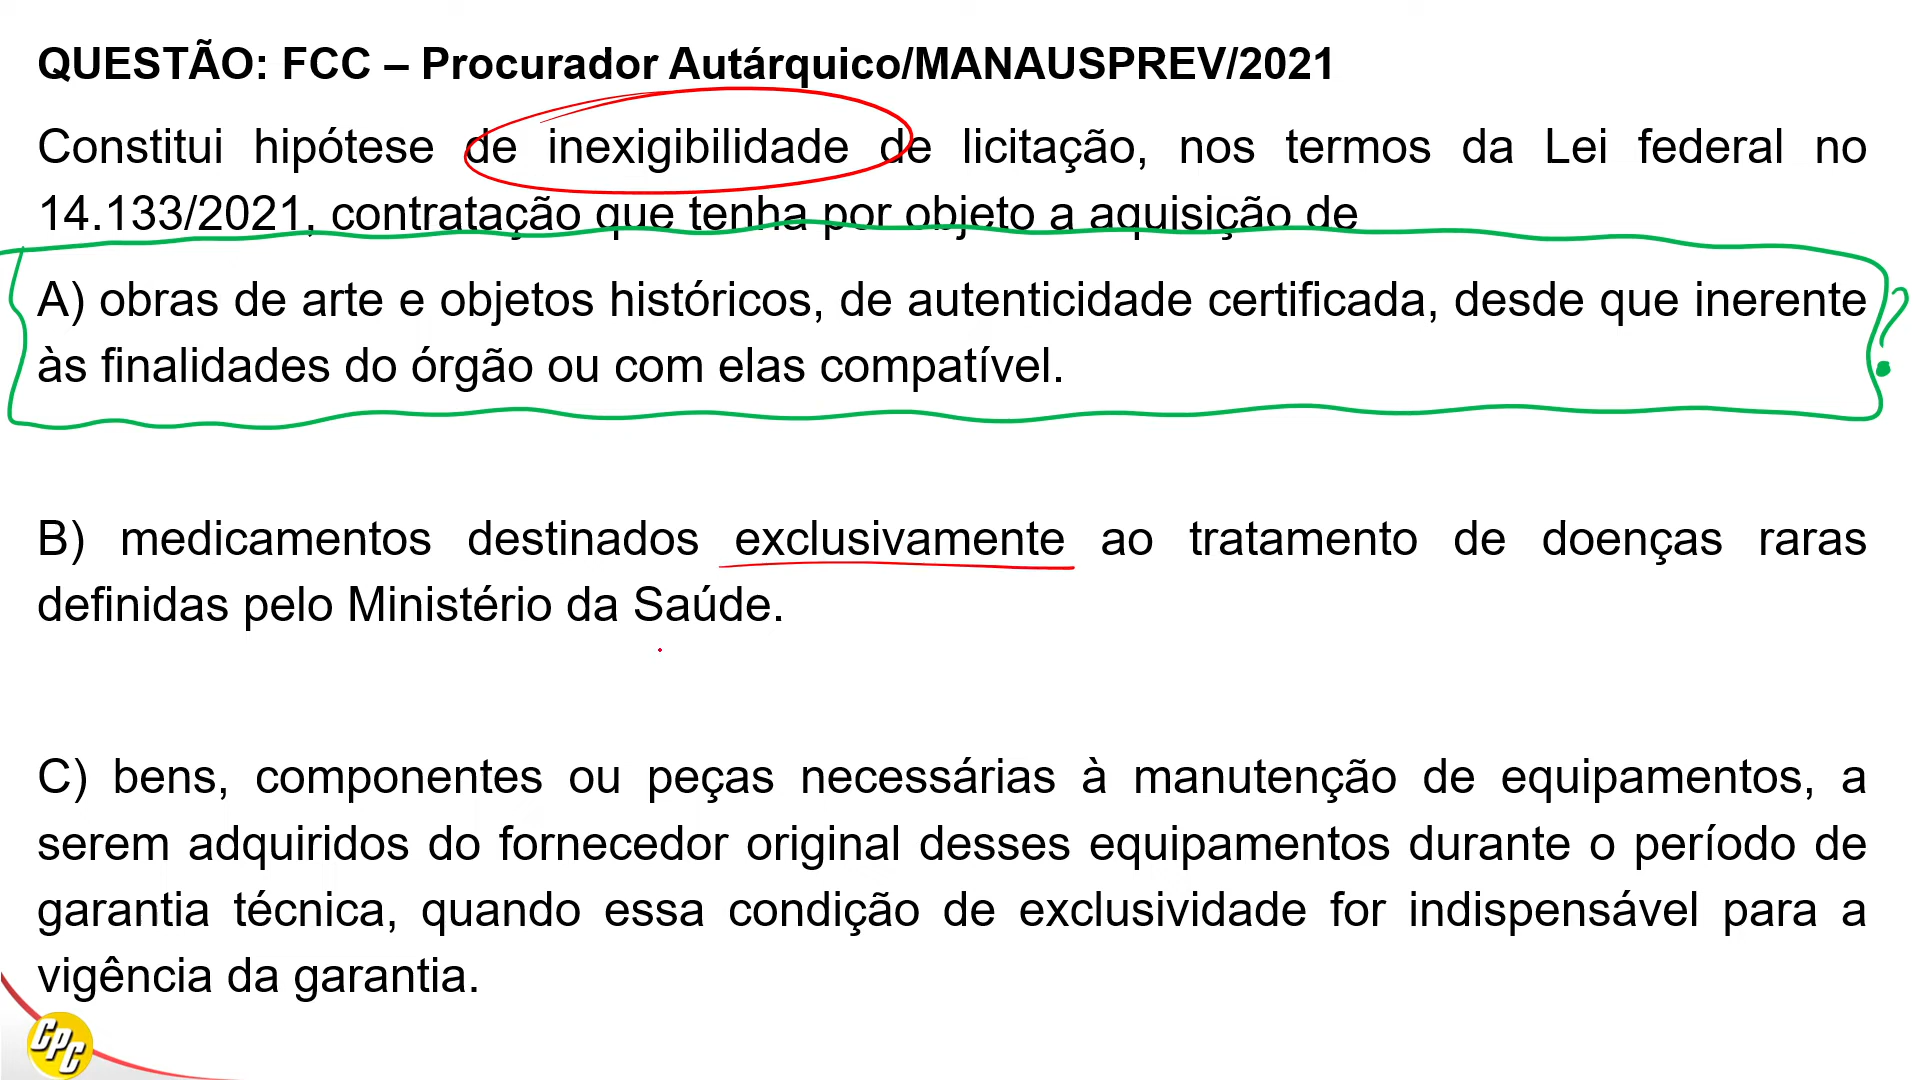 QUESTÃO: FCC – Procurador Autárquico/MANAUSPREV/2021
Constitui hipótese de inexigibilidade de licitação, nos termos da Lei federal no
14.133/2021, contratação que tenha por objeto a aquisição de
A) obras de arte e objetos históricos, de autenticidade certificada, desde que inerente
às finalidades do órgão ou com elas compatível.
?
B) medicamentos destinados exclusivamente ao tratamento de doenças raras
definidas pelo Ministério da Saúde.
C) bens, componentes ou peças necessárias à manutenção de equipamentos, a
serem adquiridos do fornecedor original desses equipamentos durante o período de
garantia técnica, quando essa condição de exclusividade for indispensável para a
vigência da garantia.
CPC